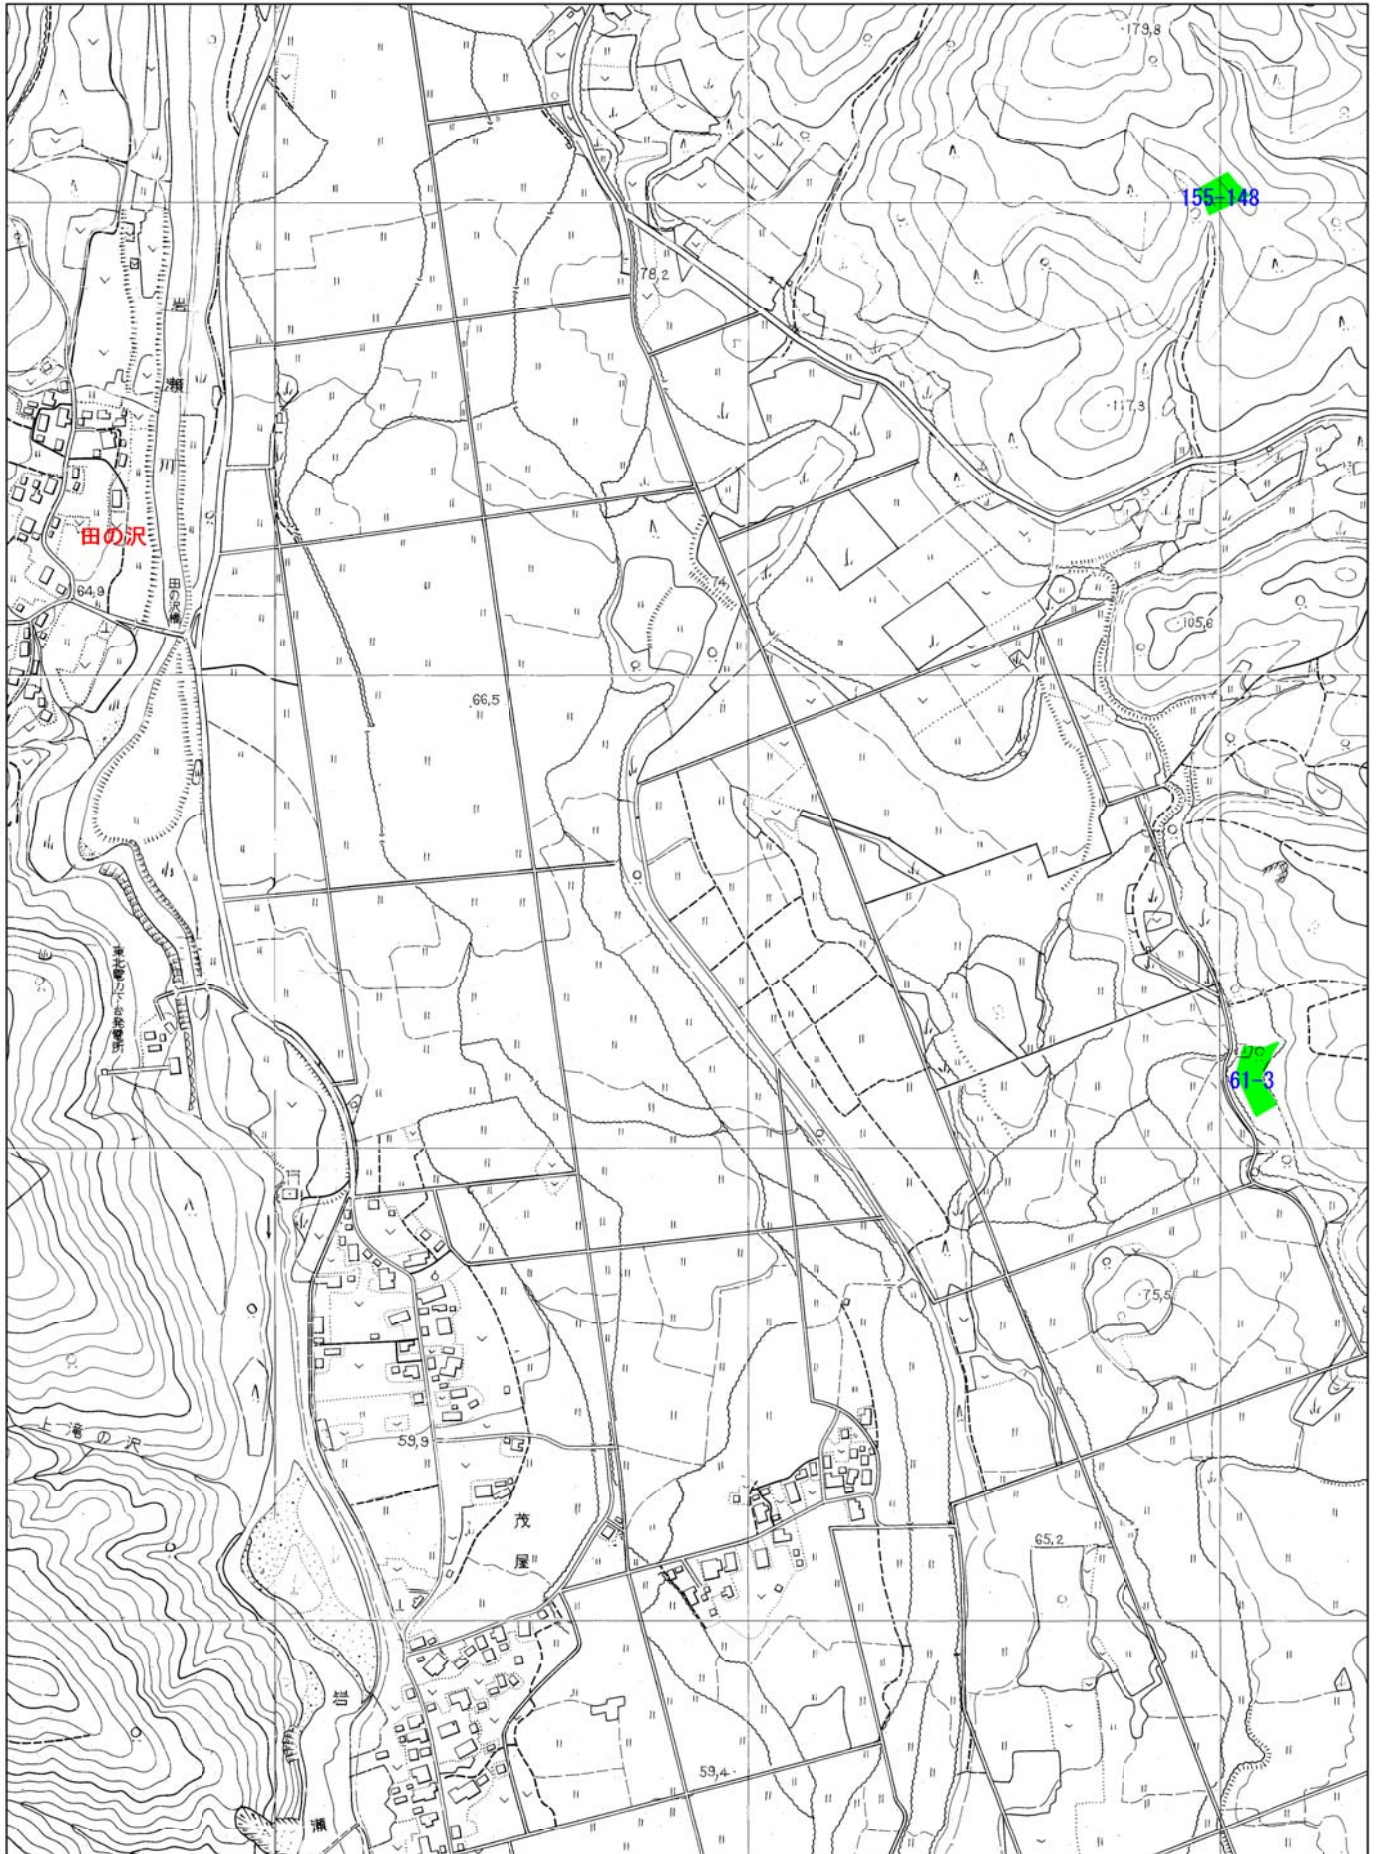 179,8
155-148
78,2
岩
瀬
川
117,3
田の沢
田の沢橋
64,9
74,
105,6
66,5
東北電力下台発電所
61-3
75,5
上滝の沢
59,9
茂屋
65,2
岩
59,4
瀬